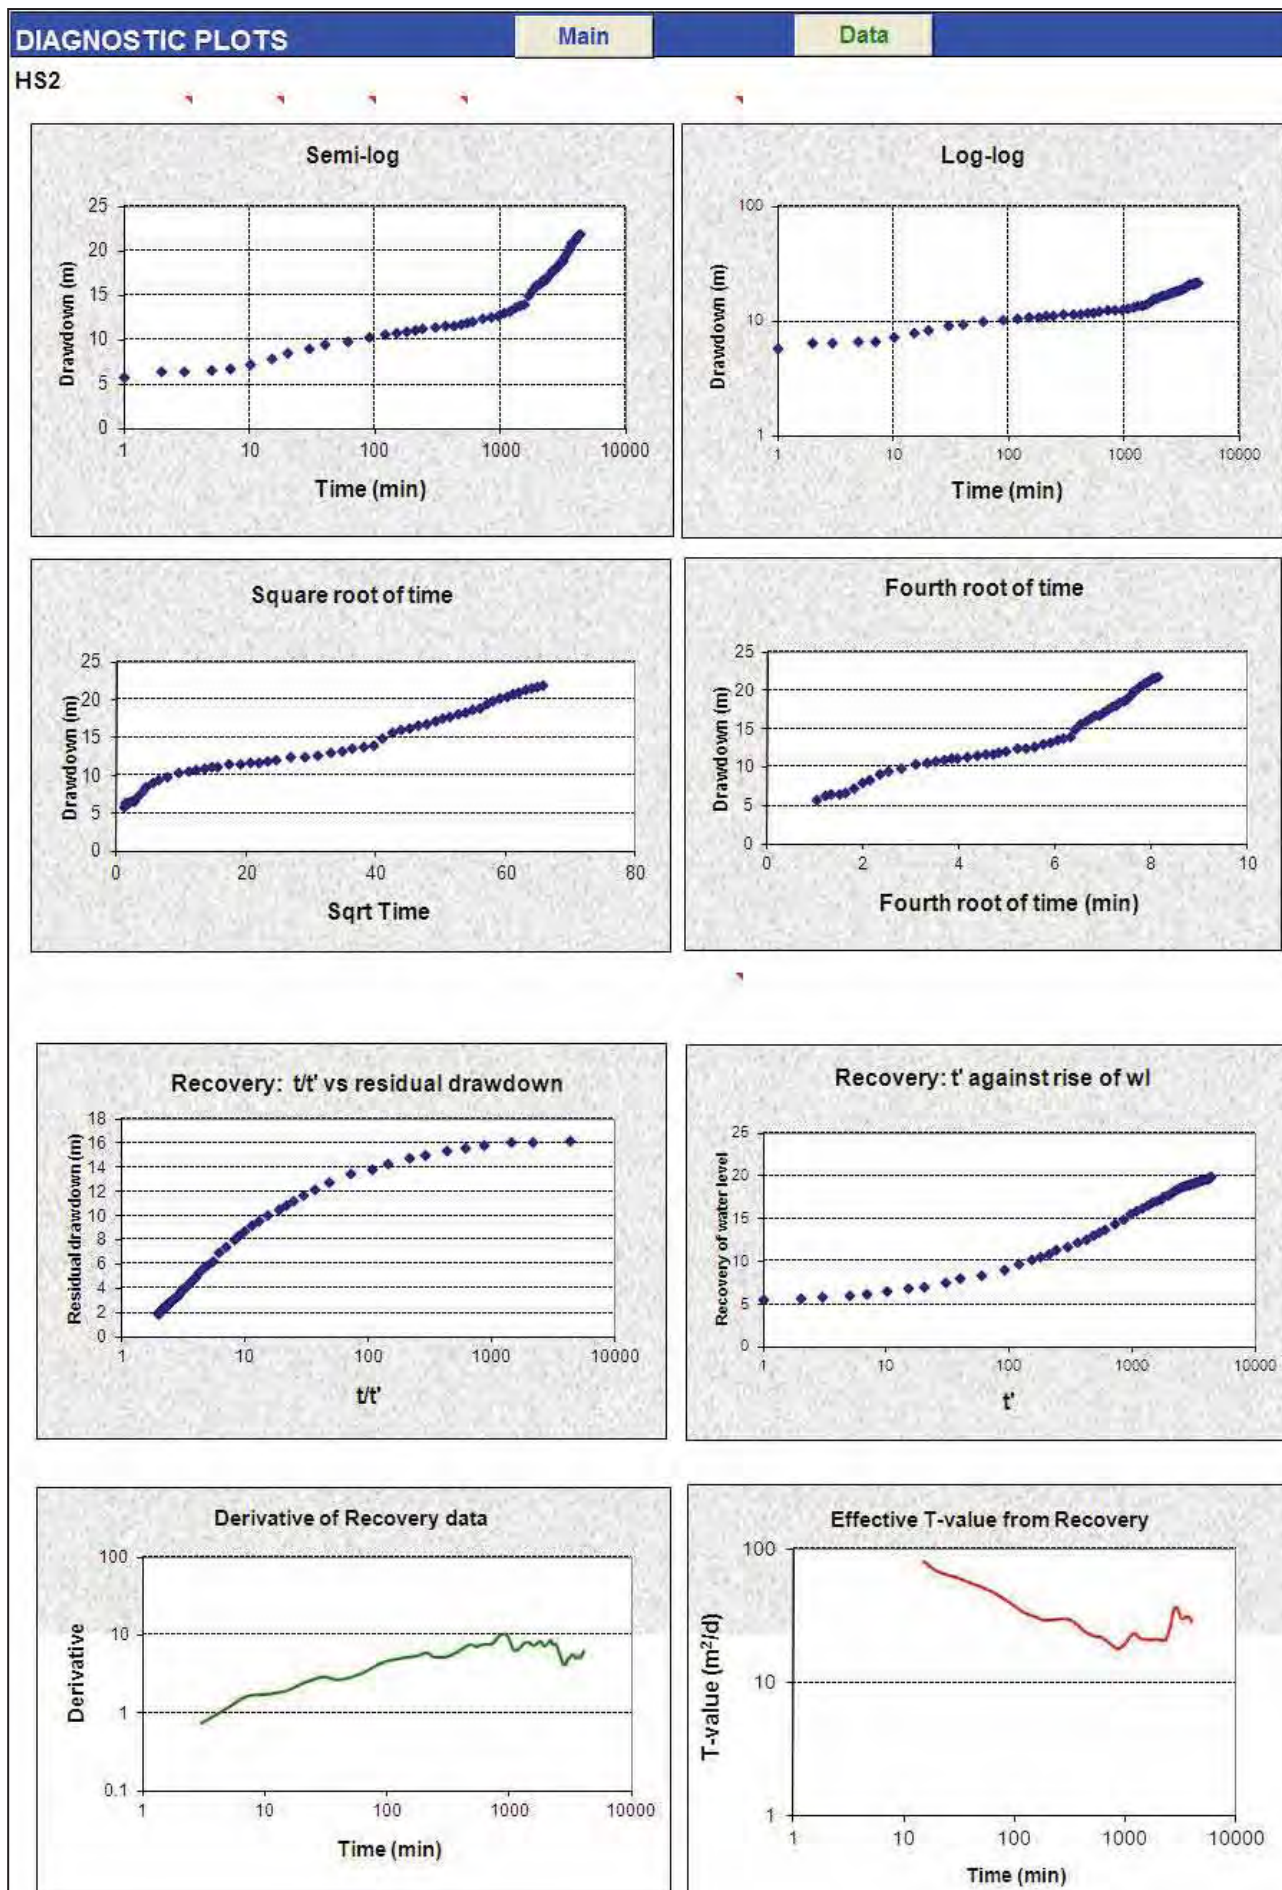 DIAGNOSTIC PLOTS Main Data
HS2
Semi-log
25
20
15
10
5
0
Drawdown (m)
1 10 100 1000 10000
Time (min)
Log-log
100
10
1
Drawdown (m)
1 10 100 1000 10000
Time (min)
Square root of time
25
20
15
10
5
0
Drawdown (m)
0 20 40 60 80
Sqrt Time
Fourth root of time
25
20
15
10
5
0
Drawdown (m)
0 2 4 6 8 10
Fourth root of time (min)
Recovery: t/t' vs residual drawdown
18
16
14
12
10
8
6
4
2
0
Residual drawdown (m)
1 10 100 1000 10000
t/t'
Recovery: t' against rise of wl
25
20
15
10
5
0
Recovery of water level
1 10 100 1000 10000
t'
Derivative of Recovery data
100
10
1
0.1
Derivative
1 10 100 1000 10000
Time (min)
Effective T-value from Recovery
100
10
1
T-value (m²/d)
1 10 100 1000 10000
Time (min)